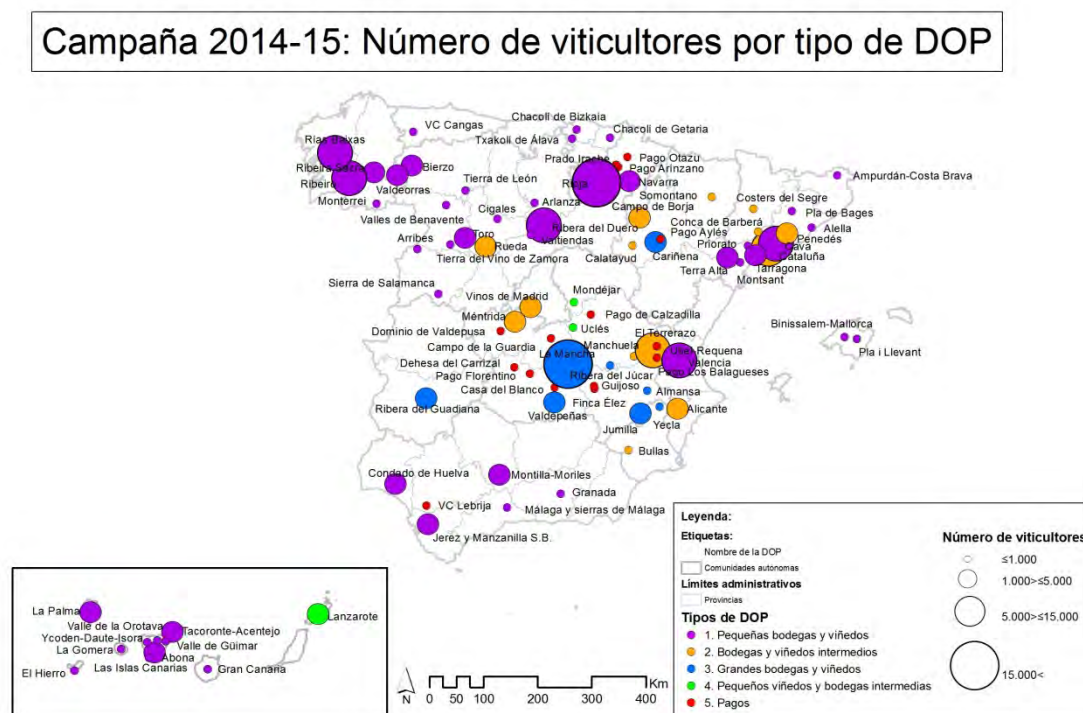 Campaña 2014-15: Número de viticultores por tipo de DOP
Chacolí de Bizkaia
VC Cangas
Chacolí de Getaria
Txakoli de Álava
Rías Baixas
Prado Irache
Pago Otazu
Ribeira Sacra
Bierzo
Pago Arínzano
Ampurdán-Costa Brava
Ribeiro
Valdeorras
Tierra de León
Rioja
Navarra
Somontano
Costers del Segre
Monterrei
Arlanza
Campo de Borja
Pla de Bages
Valles de Benavente
Cigales
Conca de Barberá
Alella
Ribera del Duero
Pago Aylés
Priorato
Penedés
Arribes
Toro
Rueda
Valtiendas
Cava
Calatayud
Cariñena
Cataluña
Tierra del Vino de Zamora
Tarragona
Terra Alta
Montsant
Sierra de Salamanca
Mondéjar
Vinos de Madrid
Pago de Calzadilla
Méntrida
Binissalem-Mallorca
Dominio de Valdepusa
Uclés
El Terrerazo
Pla i Llevant
Campo de la Guardia
Manchuela
Utiel-Requena
La Mancha
Valencia
Dehesa del Carrizal
Ribera del Júcar
Pago Los Balagueses
Pago Florentino
Guijoso
Casa del Blanco
Finca Élez
Almansa
Ribera del Guadiana
Valdepeñas
Alicante
Jumilla
Yecla
Bullas
Condado de Huelva
Montilla-Moriles
Granada
VC Lebrija
Málaga y sierras de Málaga
Jerez y Manzanilla S.B.
La Palma
Lanzarote
Valle de la Orotava
Tacoronte-Acentejo
Ycoden-Daute-Isora
Valle de Güimar
La Gomera
Abona
El Hierro
Las Islas Canarias
Gran Canaria
N
0 50 100 200 300 400
Km
Leyenda:
Etiquetas:
Nombre de la DOP
Comunidades autónomas
Límites administrativos
Provincias
Tipos de DOP
1. Pequeñas bodegas y viñedos
2. Bodegas y viñedos intermedios
3. Grandes bodegas y viñedos
4. Pequeños viñedos y bodegas intermedias
5. Pagos
Número de viticultores
≤1.000
1.000>≤5.000
5.000>≤15.000
15.000<